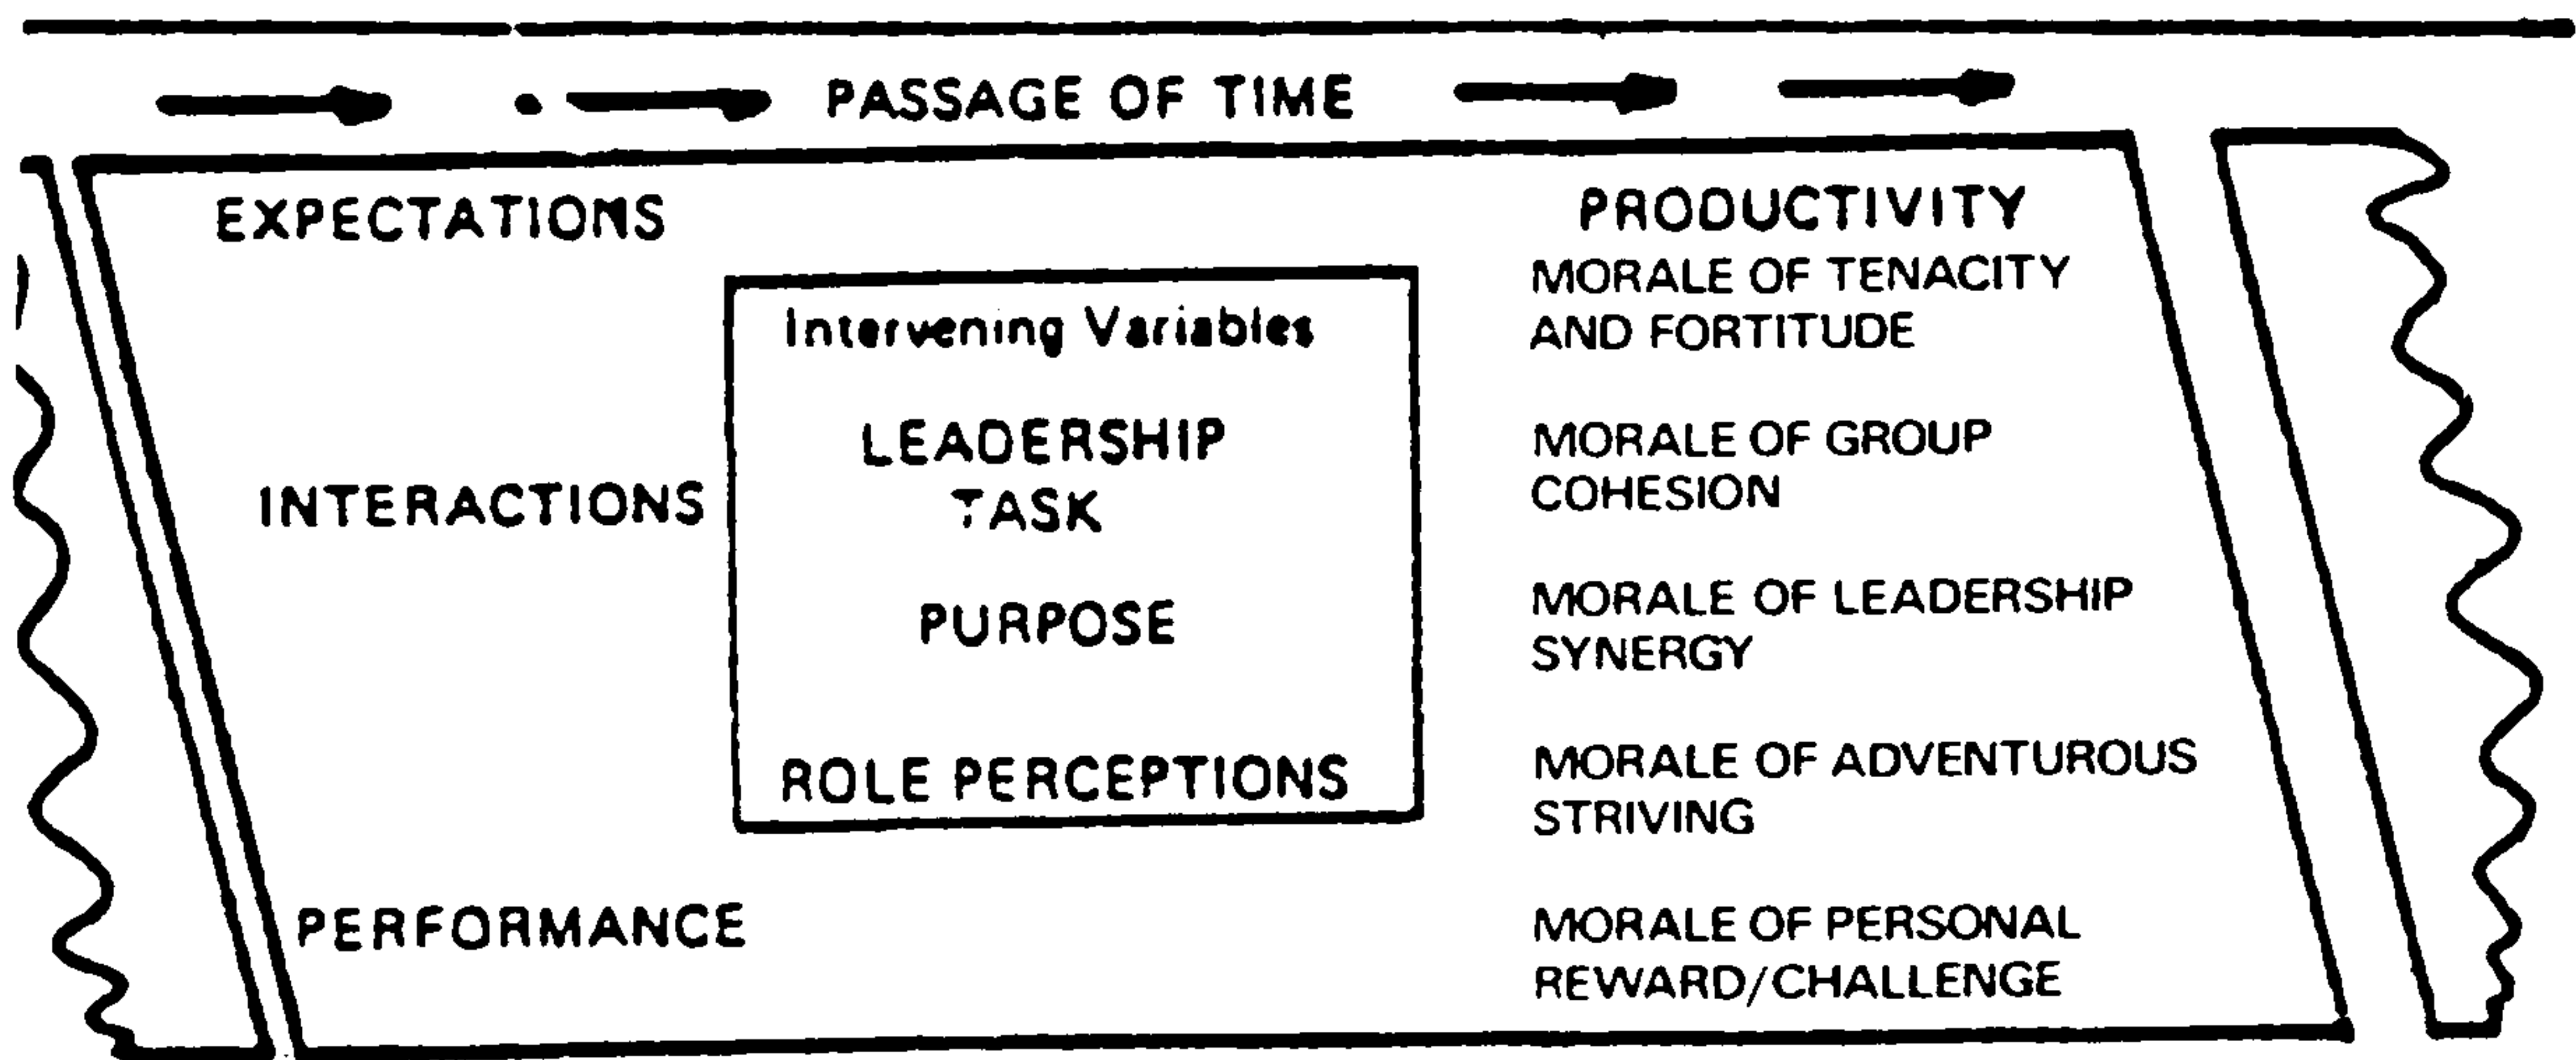 PASSAGE OF TIME
EXPECTATIONS
INTERACTIONS
PERFORMANCE
Intervening Variables
LEADERSHIP
TASK
PURPOSE
ROLE PERCEPTIONS
PRODUCTIVITY
MORALE OF TENACITY
AND FORTITUDE
MORALE OF GROUP
COHESION
MORALE OF LEADERSHIP
SYNERGY
MORALE OF ADVENTUROUS
STRIVING
MORALE OF PERSONAL
REWARD/CHALLENGE